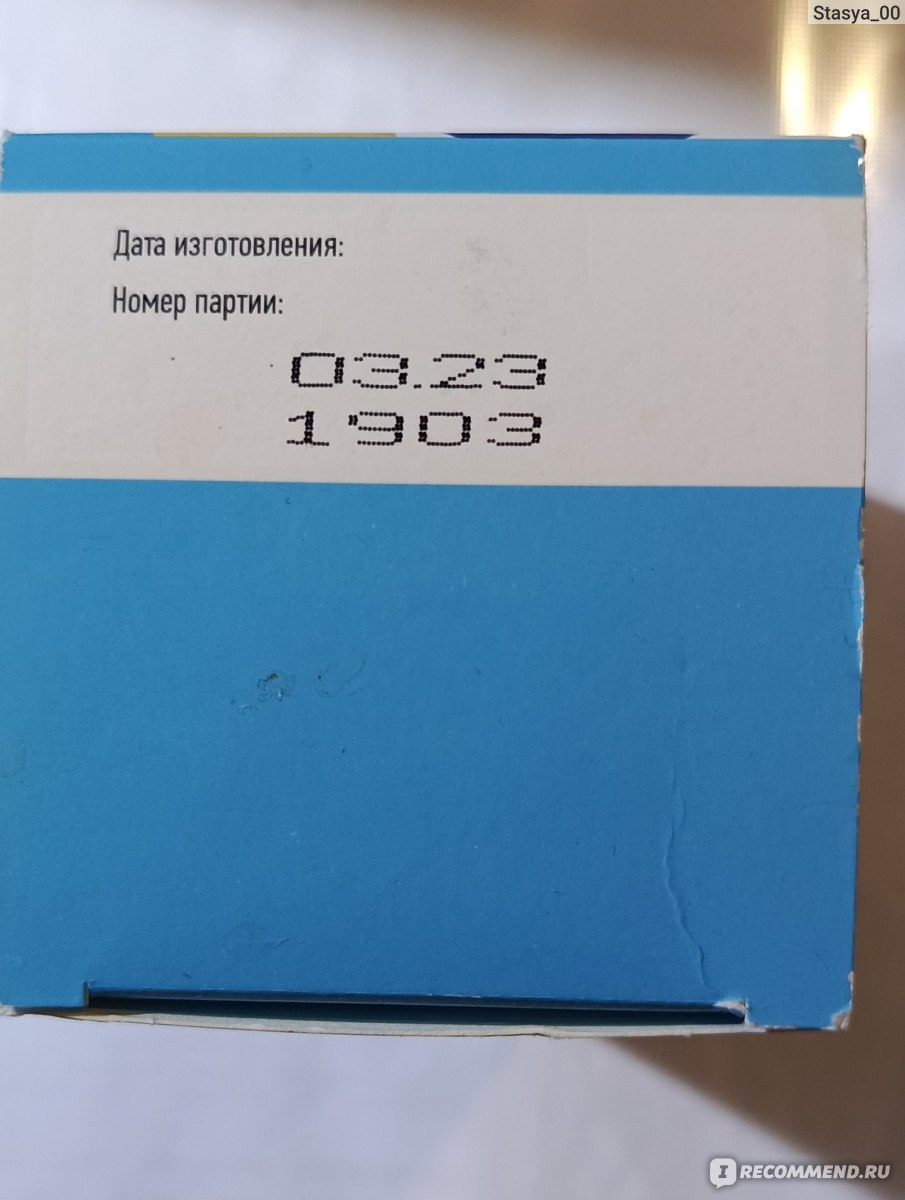 Stasya_00
Дата изготовления:
Номер партии:
03.23
1903
I RECOMMEND.RU